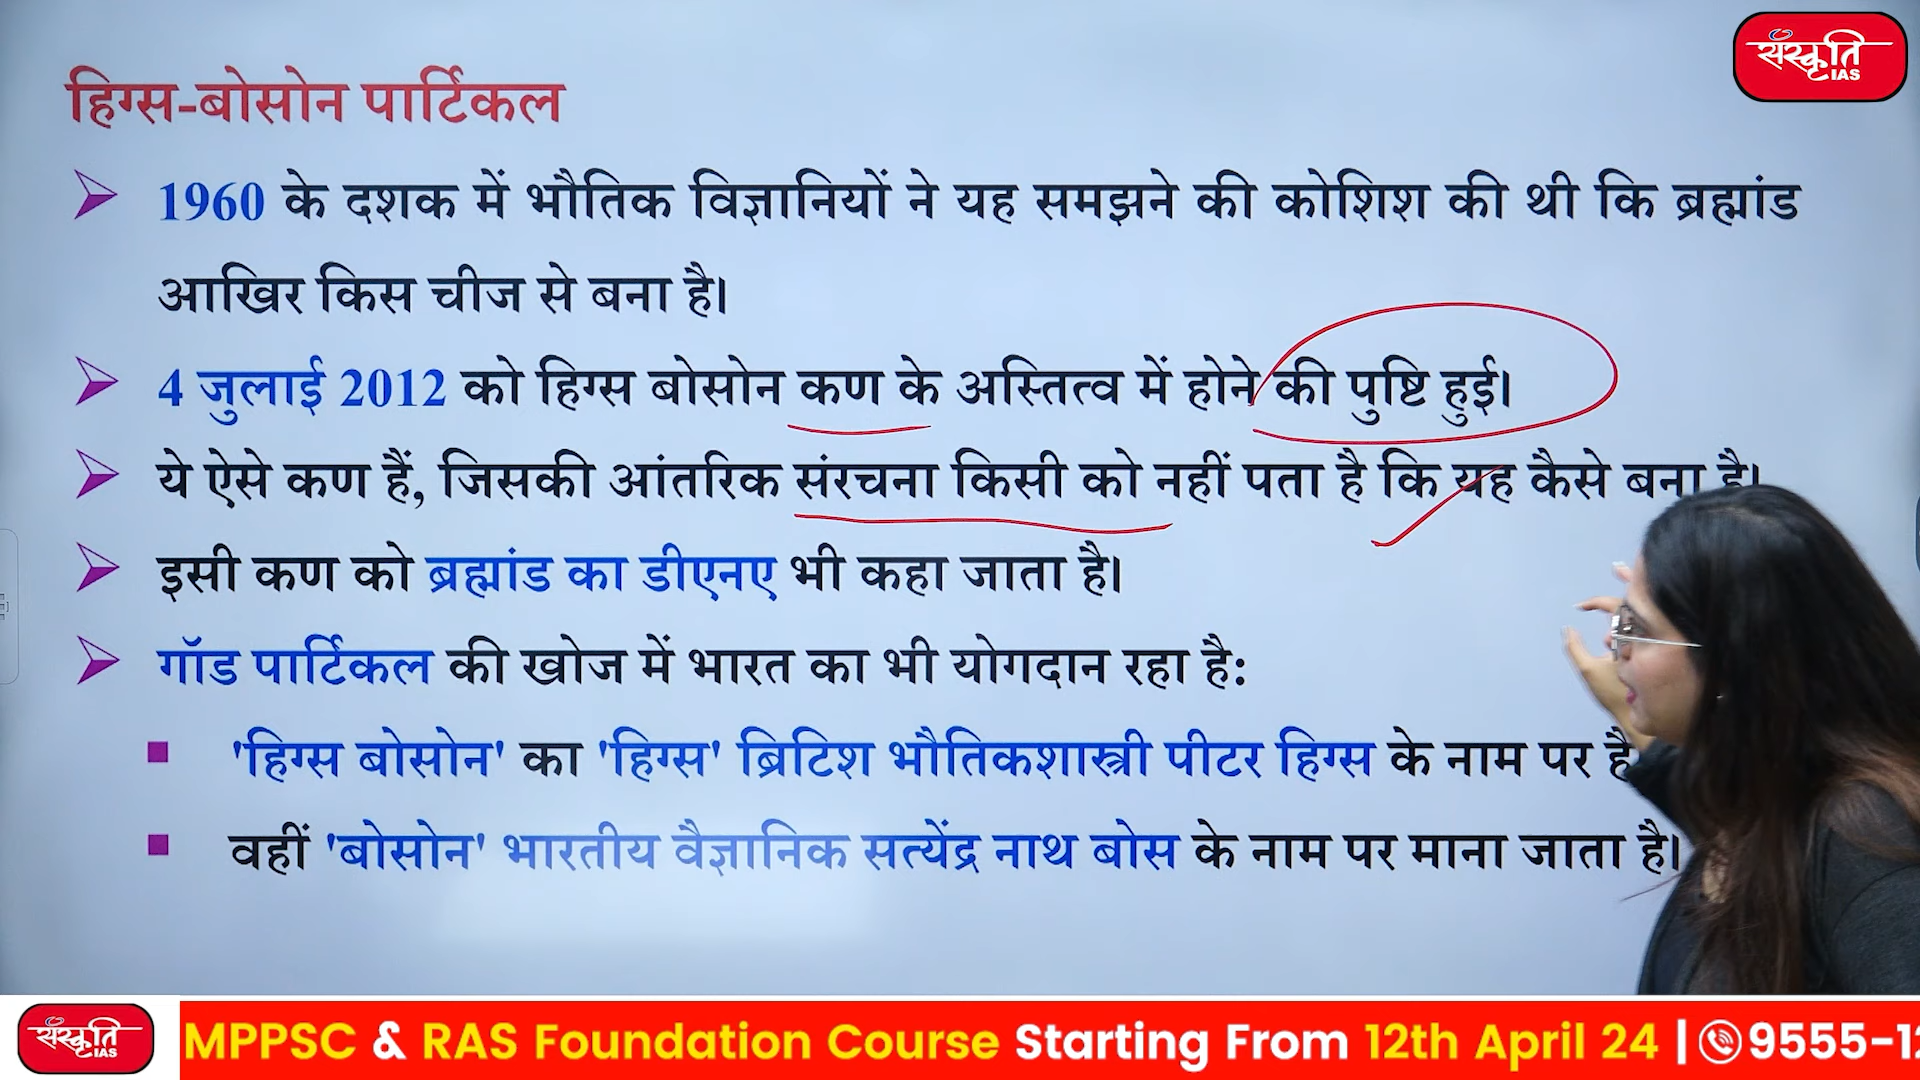 संस्कृति
IAS
हिग्स-बोसोन पार्टिकल
1960 के दशक में भौतिक विज्ञानियों ने यह समझने की कोशिश की थी कि ब्रह्मांड
आखिर किस चीज से बना है।
4 जुलाई 2012 को हिग्स बोसोन कण के अस्तित्व में होने की पुष्टि हुई।
ये ऐसे कण हैं, जिसकी आंतरिक संरचना किसी को नहीं पता है कि यह कैसे बना है।
इसी कण को ब्रह्मांड का डीएनए भी कहा जाता है।
गॉड पार्टिकल की खोज में भारत का भी योगदान रहा है:
'हिग्स बोसोन' का 'हिग्स' ब्रिटिश भौतिकशास्त्री पीटर हिग्स के नाम पर है
वहीं 'बोसोन' भारतीय वैज्ञानिक सत्येंद्र नाथ बोस के नाम पर माना जाता है।
संस्कृति
IAS
MPPSC & RAS Foundation Course Starting From 12th April 24 | 9555-12